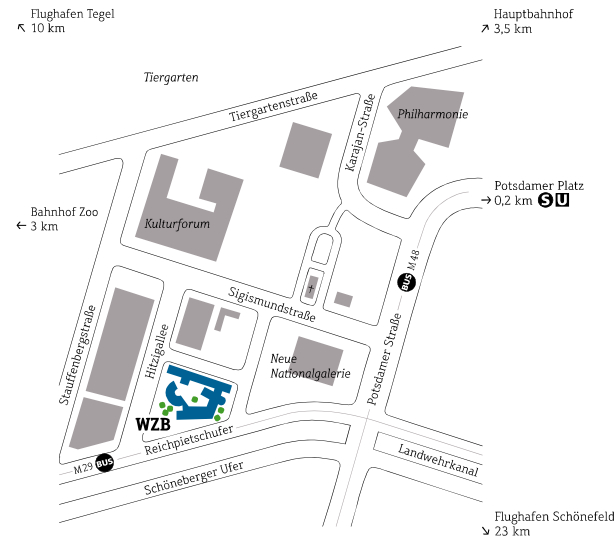 Flughafen Tegel
↖ 10 km
Hauptbahnhof
↗ 3,5 km
Tiergarten
Tiergartenstraße
Karajan-Straße
Philharmonie
Potsdamer Platz
→ 0,2 km S U
Bahnhof Zoo
← 3 km
Kulturforum
BUS M48
Sigismundstraße
Stauffenbergstraße
Hitzigallee
Potsdamer Straße
Neue
Nationalgalerie
WZB
Reichpietschufer
M29 BUS
Landwehrkanal
Schöneberger Ufer
Flughafen Schönefeld
↘ 23 km